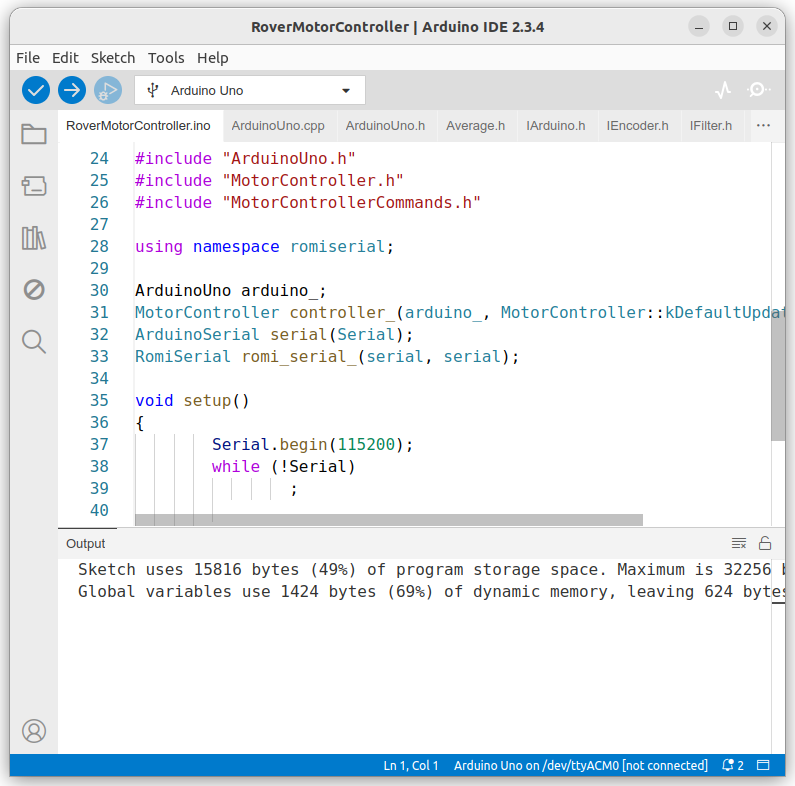 RoverMotorController | Arduino IDE 2.3.4
File Edit Sketch Tools Help
Arduino Uno
RoverMotorController.ino ArduinoUno.cpp ArduinoUno.h Average.h IArduino.h IEncoder.h IFilter.h ...
24 #include "ArduinoUno.h"
25 #include "MotorController.h"
26 #include "MotorControllerCommands.h"
27
28 using namespace romiserial;
29
30 ArduinoUno arduino_;
31 MotorController controller_(arduino_, MotorController::kDefaultUpdat
32 ArduinoSerial serial(Serial);
33 RomiSerial romi_serial_(serial, serial);
34
35 void setup()
36 {
37 Serial.begin(115200);
38 while (!Serial)
39 ;
40
Output
Sketch uses 15816 bytes (49%) of program storage space. Maximum is 32256 b
Global variables use 1424 bytes (69%) of dynamic memory, leaving 624 bytes
Ln 1, Col 1 Arduino Uno on /dev/ttyACM0 [not connected] 2